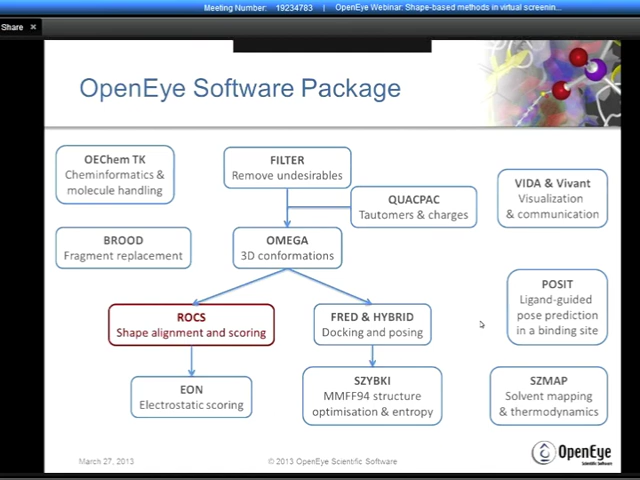 Meeting Number: 19234783 | OpenEye Webinar: Shape-based methods in virtual screenin...
Share ×
OpenEye Software Package
OEChem TK
Cheminformatics &
molecule handling
FILTER
Remove undesirables
QUACPAC
Tautomers & charges
VIDA & Vivant
Visualization
& communication
BROOD
Fragment replacement
OMEGA
3D conformations
POSIT
Ligand-guided
pose prediction
in a binding site
ROCS
Shape alignment and scoring
FRED & HYBRID
Docking and posing
EON
Electrostatic scoring
SZYBKI
MMFF94 structure
optimisation & entropy
SZMAP
Solvent mapping
& thermodynamics
March 27, 2013
© 2013 OpenEye Scientific Software
OpenEye
Scientific Software